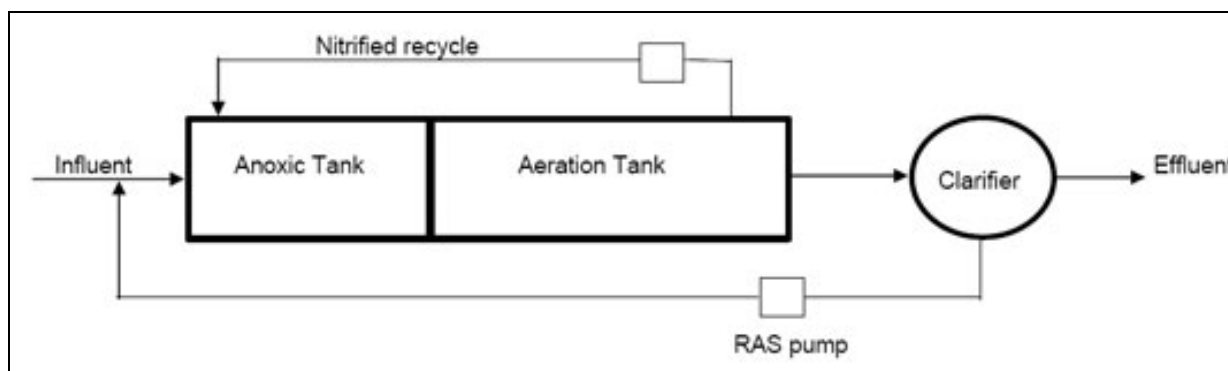 Nitrified recycle
Influent
Anoxic Tank
Aeration Tank
Clarifier
Effluent
RAS pump